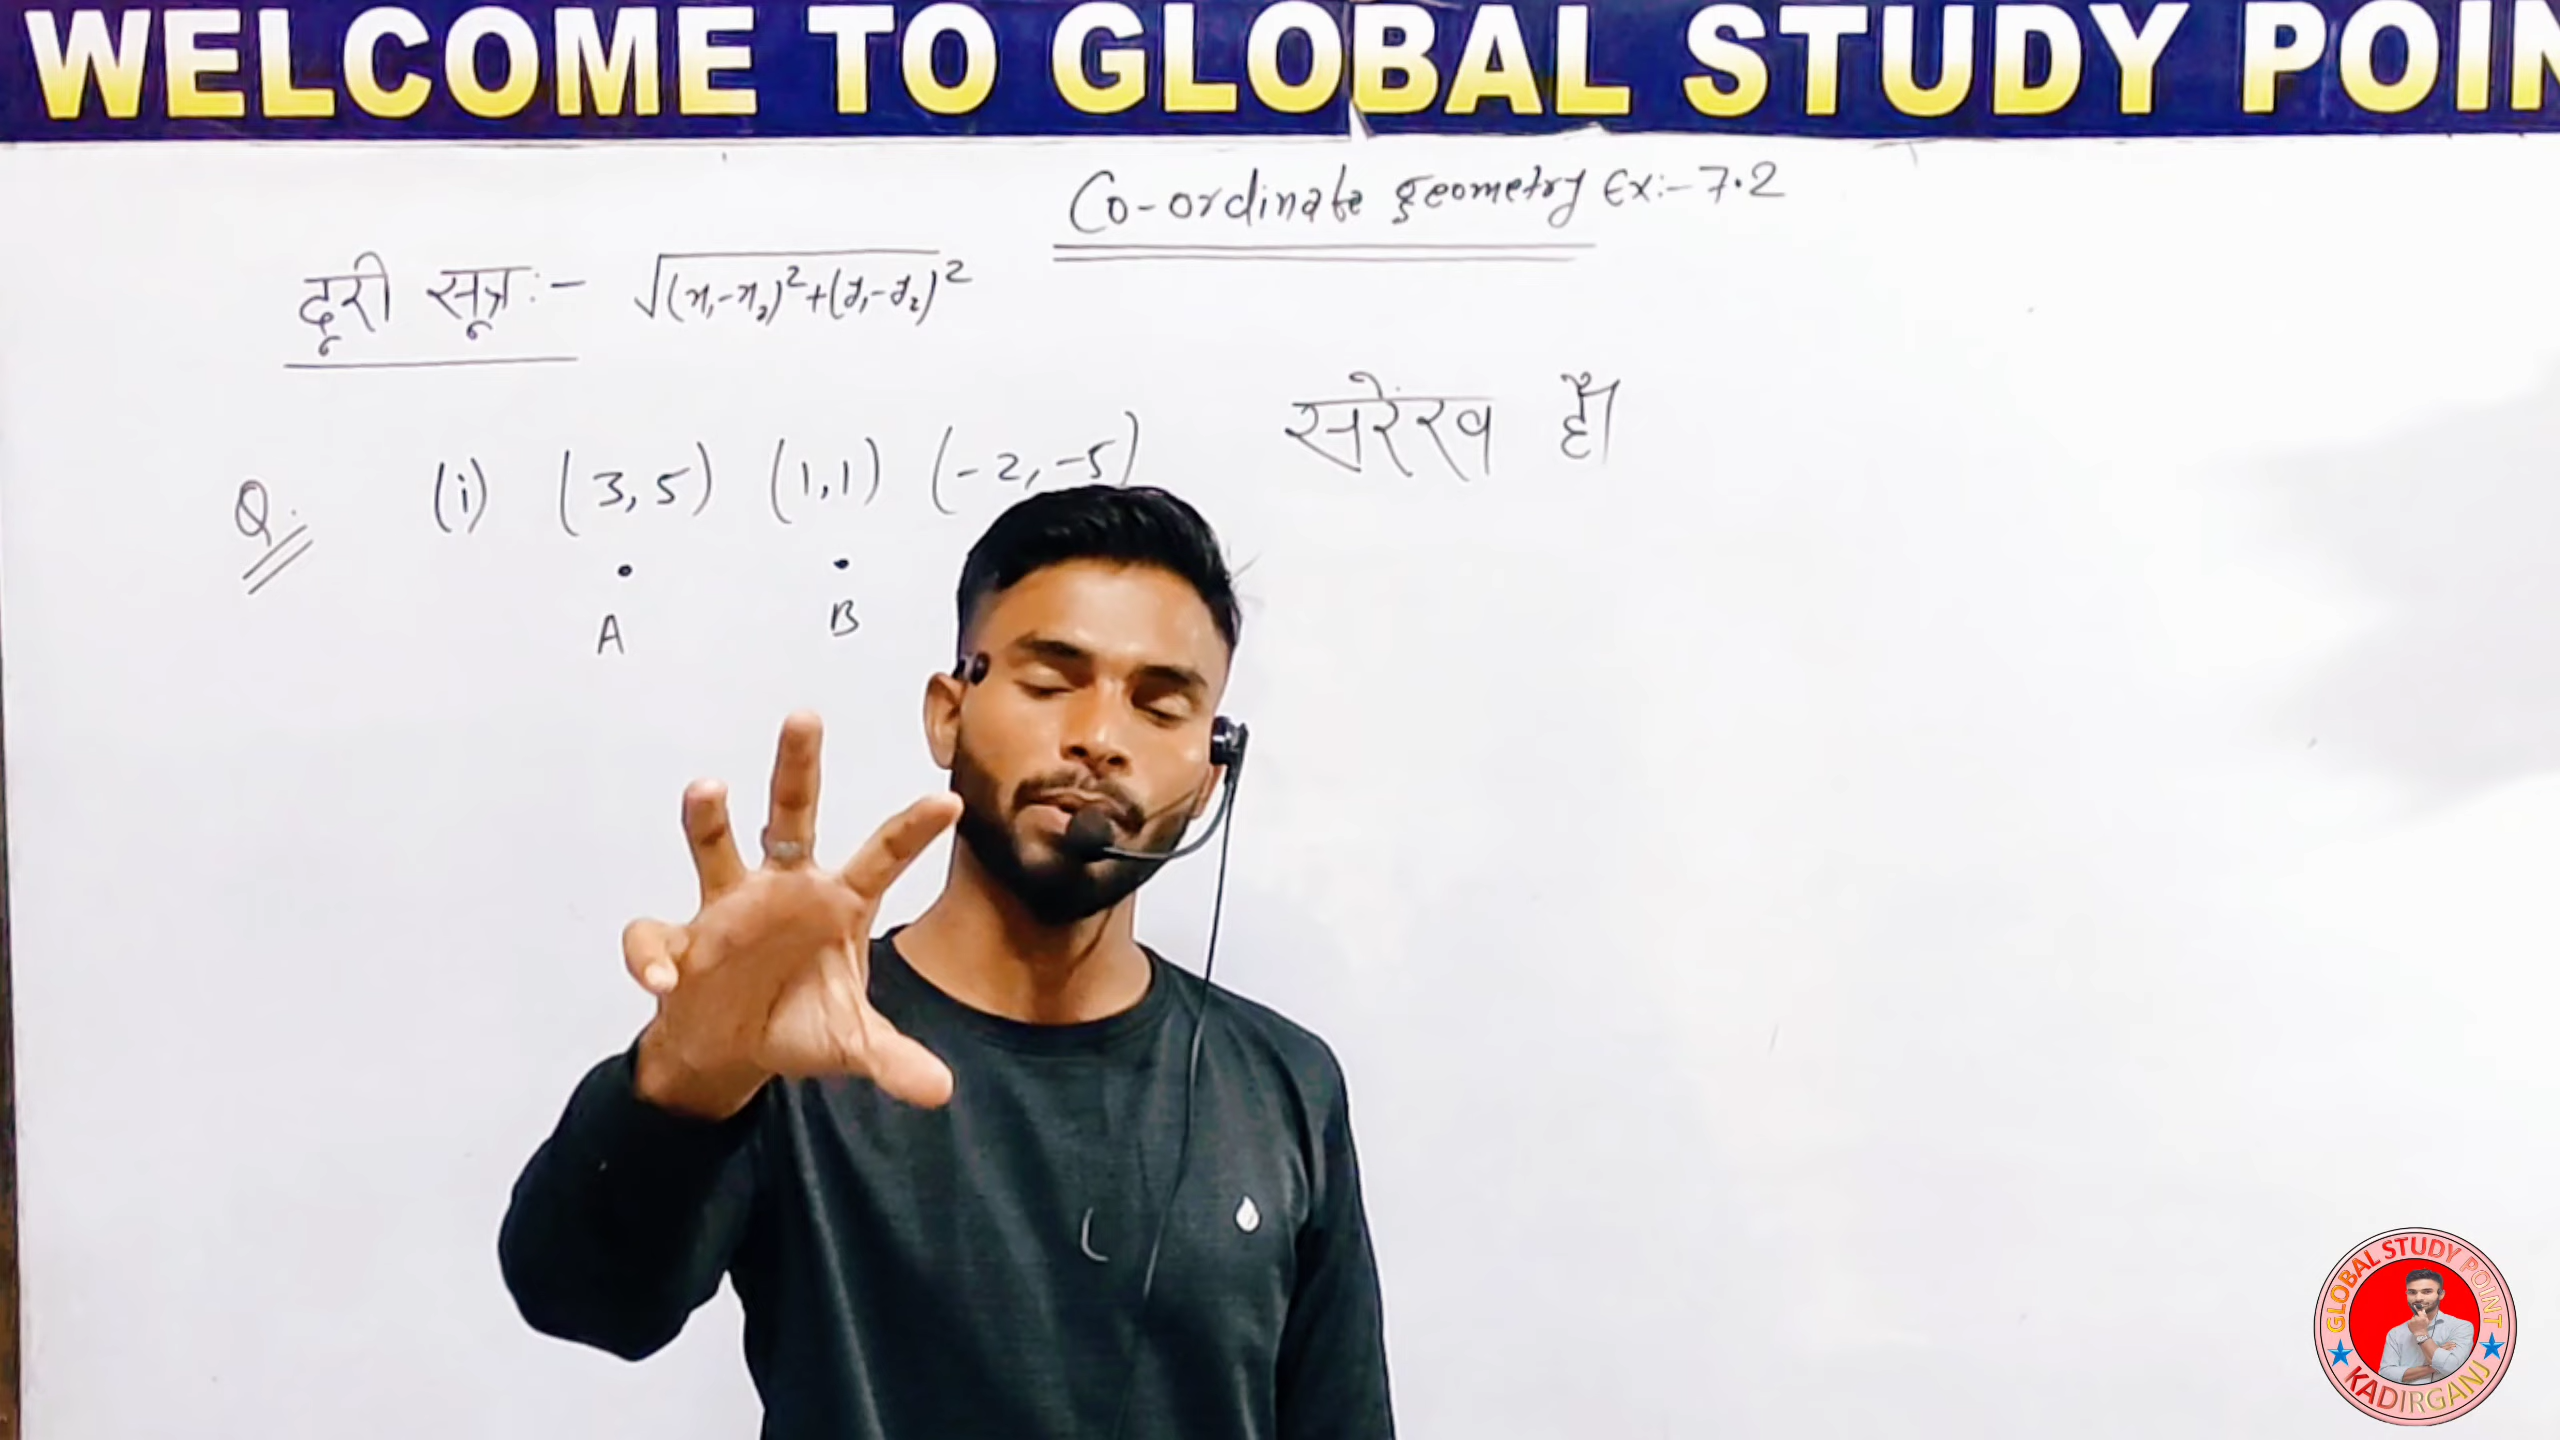 WELCOME TO GLOBAL STUDY POIN
Co-ordinate geometry Ex:- 7.2
दूरी सूत्र:- √(x₁-x₂)²+(y₁-y₂)²
Q. (i) (3,5) (1,1) (-2,-5) सरेंख हैं।
A B
GLOBAL STUDY POINT
KADIRGANJ